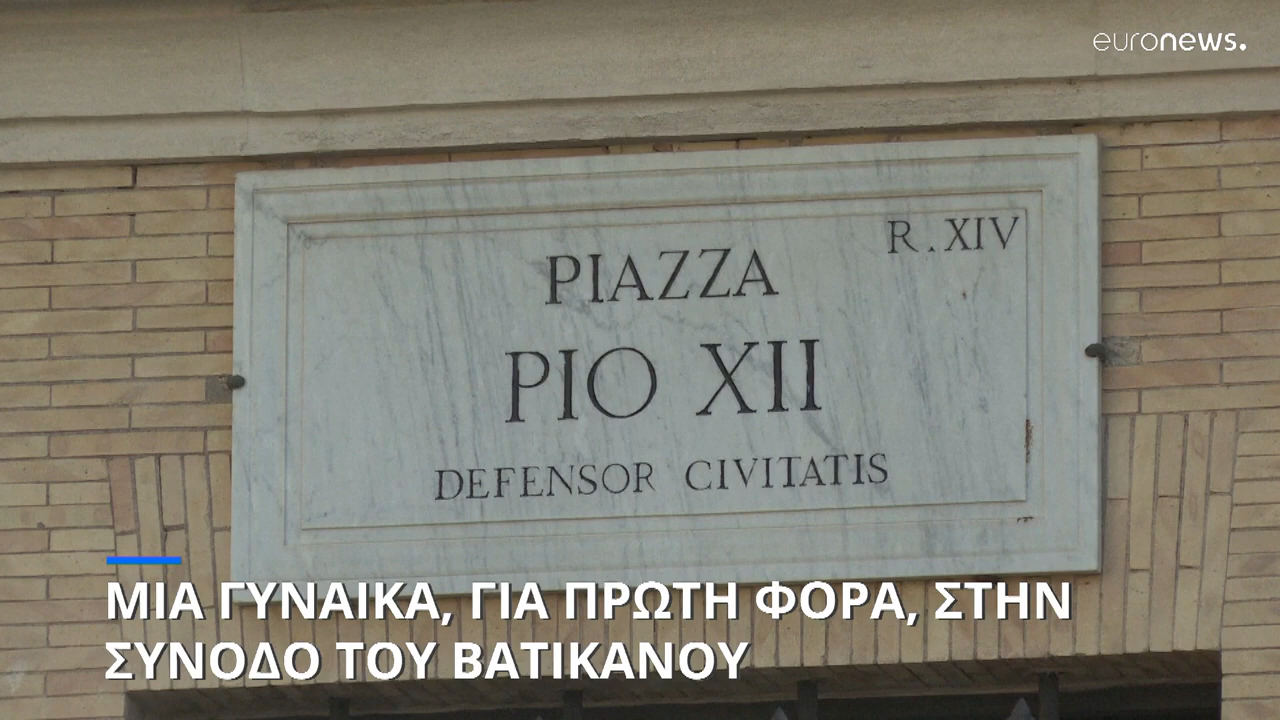 euronews.
R. XIV
PIAZZA
PIO XII
DEFENSOR CIVITATIS
ΜΙΑ ΓΥΝΑΙΚΑ, ΓΙΑ ΠΡΩΤΗ ΦΟΡΑ, ΣΤΗΝ
ΣΥΝΟΔΟ ΤΟΥ ΒΑΤΙΚΑΝΟΥ